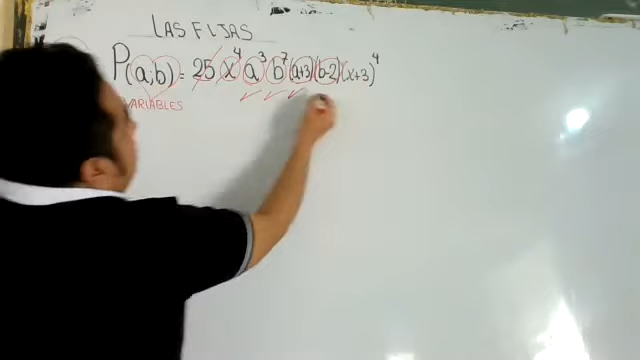 LAS FIJAS
P(a;b) = 25 x⁴ a³ b⁷ (a+3)(b-2)(x+3)⁴
VARIABLES